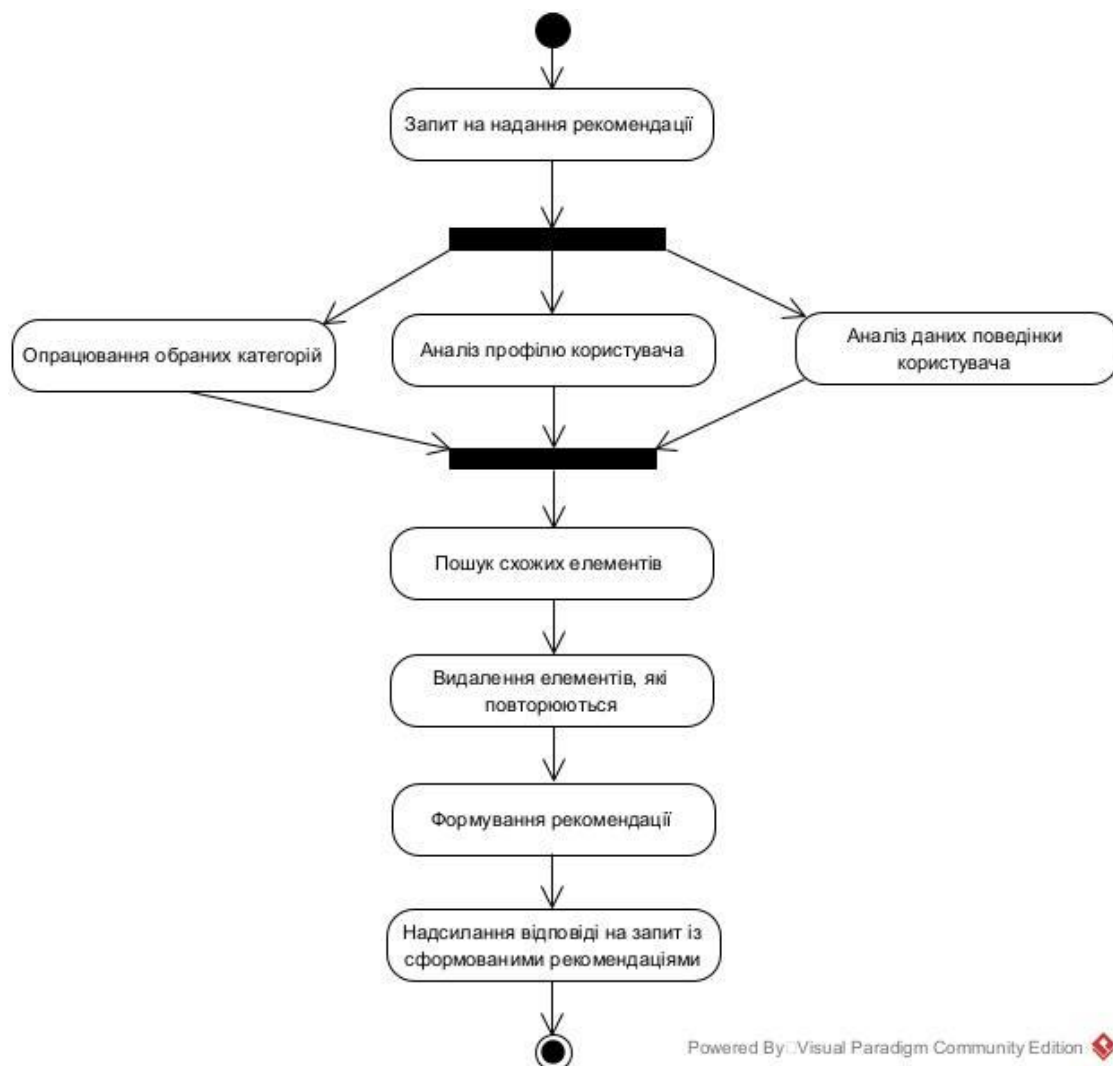 Запит на надання рекомендації
Опрацювання обраних категорій
Аналіз профілю користувача
Аналіз даних поведінки
користувача
Пошук схожих елементів
Видалення елементів, які
повторюються
Формування рекомендації
Надсилання відповіді на запит із
сформованими рекомендаціями
Powered By Visual Paradigm Community Edition